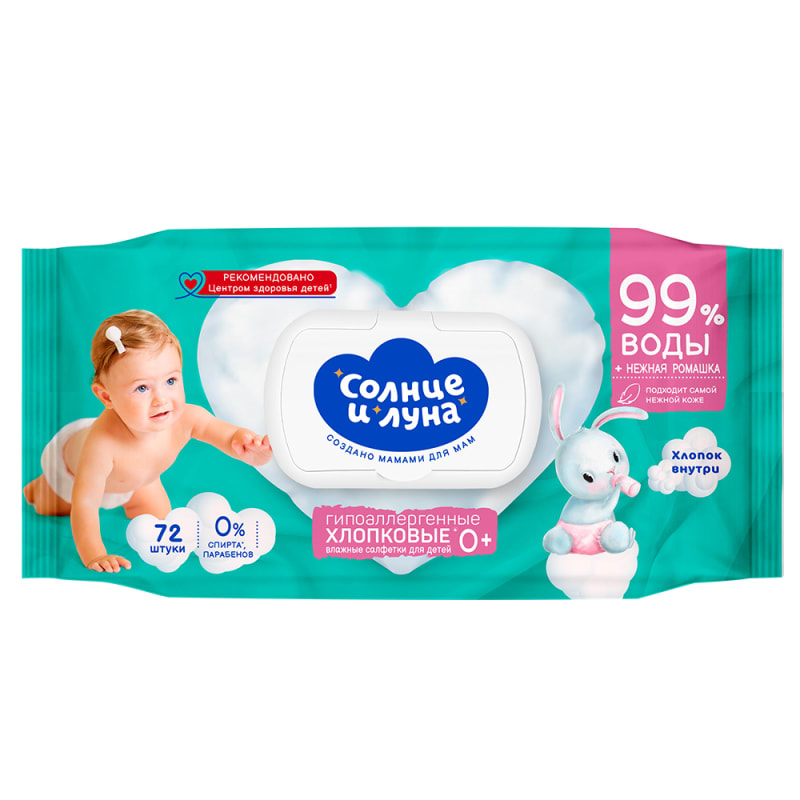 РЕКОМЕНДОВАНО
Центром здоровья детей¹
99%
ВОДЫ
+ НЕЖНАЯ РОМАШКА
ПОДХОДИТ САМОЙ
НЕЖНОЙ КОЖЕ
Солнце
и луна
СОЗДАНО МАМАМИ ДЛЯ МАМ
Хлопок
внутри
72
штуки
0%
СПИРТА*,
ПАРАБЕНОВ
гипоаллергенные
ХЛОПКОВЫЕ*
влажные салфетки для детей
0+